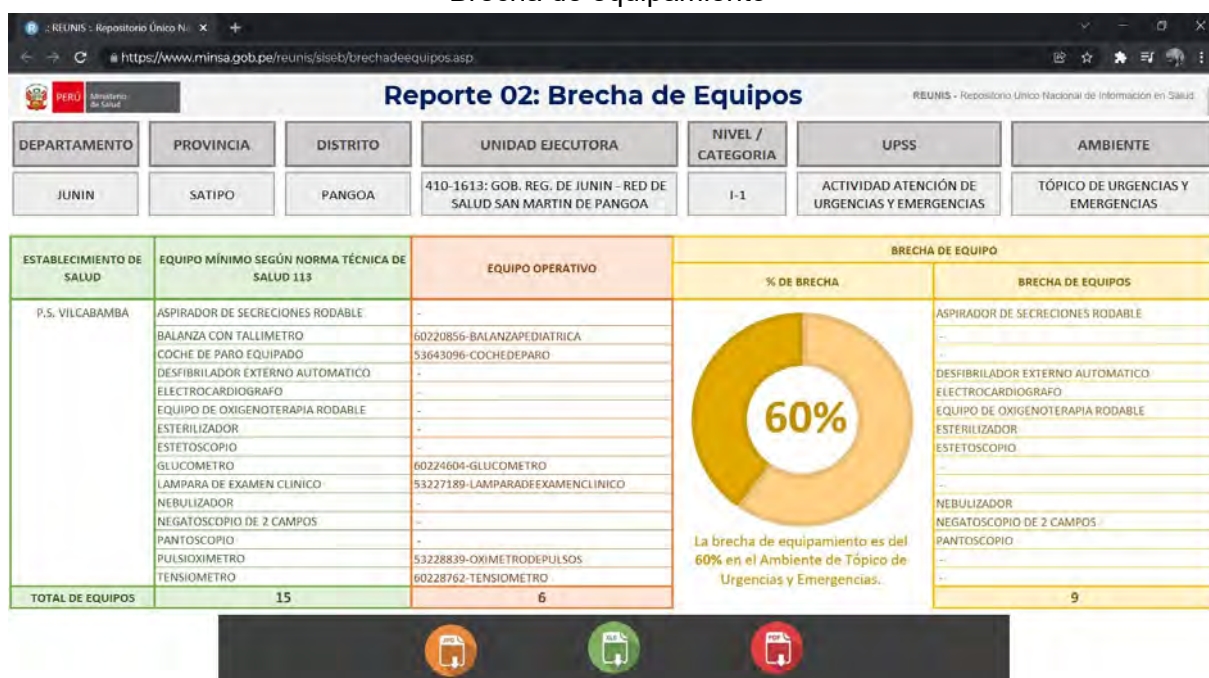 Brecha de equipamiento
.: REUNIS :. Repositorio Único N
https://www.minsa.gob.pe/reunis/siseb/brechadeequipos.asp
PERÚ Ministerio de Salud
Reporte 02: Brecha de Equipos
REUNIS - Repositorio Único Nacional de Información en Salud
DEPARTAMENTO PROVINCIA DISTRITO UNIDAD EJECUTORA NIVEL / CATEGORIA UPSS AMBIENTE
JUNIN SATIPO PANGOA 410-1613: GOB. REG. DE JUNIN - RED DE SALUD SAN MARTIN DE PANGOA I-1 ACTIVIDAD ATENCIÓN DE URGENCIAS Y EMERGENCIAS TÓPICO DE URGENCIAS Y EMERGENCIAS
ESTABLECIMIENTO DE SALUD EQUIPO MÍNIMO SEGÚN NORMA TÉCNICA DE SALUD 113 EQUIPO OPERATIVO BRECHA DE EQUIPO
% DE BRECHA BRECHA DE EQUIPOS
P.S. VILCABAMBA ASPIRADOR DE SECRECIONES RODABLE - ASPIRADOR DE SECRECIONES RODABLE
BALANZA CON TALLIMETRO 60220856-BALANZAPEDIATRICA -
COCHE DE PARO EQUIPADO 53643096-COCHEDEPARO -
DESFIBRILADOR EXTERNO AUTOMATICO - DESFIBRILADOR EXTERNO AUTOMATICO
ELECTROCARDIOGRAFO - ELECTROCARDIOGRAFO
EQUIPO DE OXIGENOTERAPIA RODABLE - EQUIPO DE OXIGENOTERAPIA RODABLE
ESTERILIZADOR - ESTERILIZADOR
ESTETOSCOPIO - ESTETOSCOPIO
GLUCOMETRO 60224604-GLUCOMETRO -
LAMPARA DE EXAMEN CLINICO 53227189-LAMPARADEEXAMENCLINICO -
NEBULIZADOR - NEBULIZADOR
NEGATOSCOPIO DE 2 CAMPOS - NEGATOSCOPIO DE 2 CAMPOS
PANTOSCOPIO - PANTOSCOPIO
PULSIOXIMETRO 53228839-OXIMETRODEPULSOS -
TENSIOMETRO 60228762-TENSIOMETRO -
60%
La brecha de equipamiento es del
60% en el Ambiente de Tópico de
Urgencias y Emergencias.
TOTAL DE EQUIPOS 15 6 9
XLS
PDF